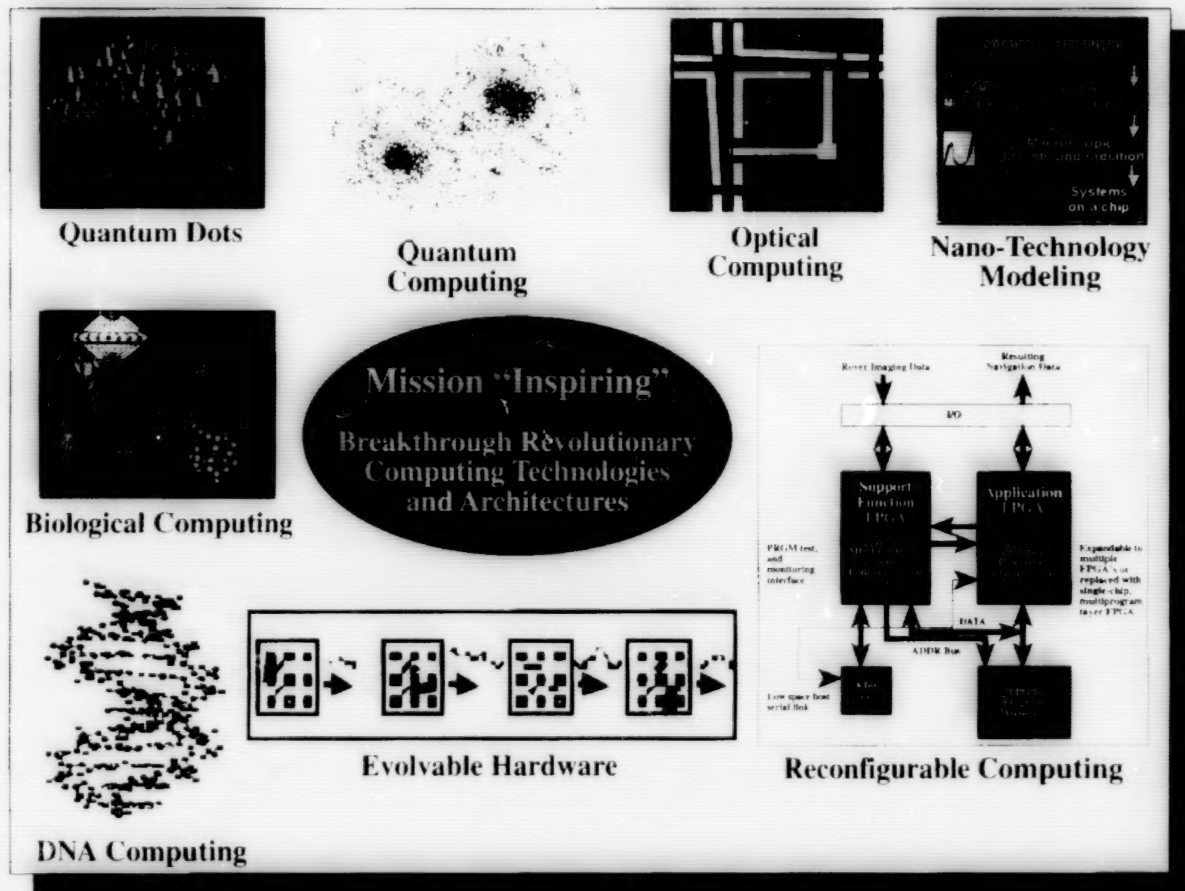 Systems
on a chip
Quantum Dots
Quantum
Computing
Optical
Computing
Nano-Technology
Modeling
Biological Computing
Mission "Inspiring"
Breakthrough Revolutionary
Computing Technologies
and Architectures
Rover Imaging Data
Resulting
Navigation Data
I/O
Support
Function
FPGA
Application
FPGA
PRGM test,
and
monitoring
interface
Expandable to
multiple
FPGA's or
replaced with
single-chip,
multiprogram
layer FPGA
DATA
ADDR Bus
Low space host
serial link
Reconfigurable Computing
Evolvable Hardware
DNA Computing